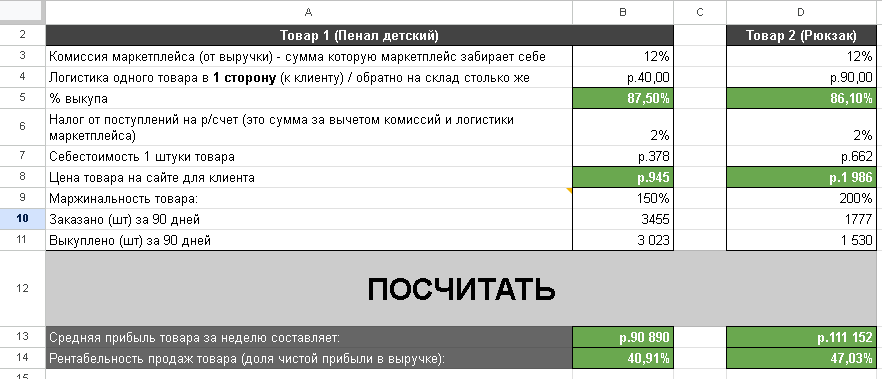 A B C D
2 Товар 1 (Пенал детский) Товар 2 (Рюкзак)
3 Комиссия маркетплейса (от выручки) - сумма которую маркетплейс забирает себе 12% 12%
4 Логистика одного товара в 1 сторону (к клиенту) / обратно на склад столько же р.40,00 р.90,00
5 % выкупа 87,50% 86,10%
6 Налог от поступлений на р/счет (это сумма за вычетом комиссий и логистики
маркетплейса) 2% 2%
7 Себестоимость 1 штуки товара р.378 р.662
8 Цена товара на сайте для клиента р.945 р.1 986
9 Маржинальность товара: 150% 200%
10 Заказано (шт) за 90 дней 3455 1777
11 Выкуплено (шт) за 90 дней 3 023 1 530
12 ПОСЧИТАТЬ
13 Средняя прибыль товара за неделю составляет: р.90 890 р.111 152
14 Рентабельность продаж товара (доля чистой прибыли в выручке): 40,91% 47,03%
15